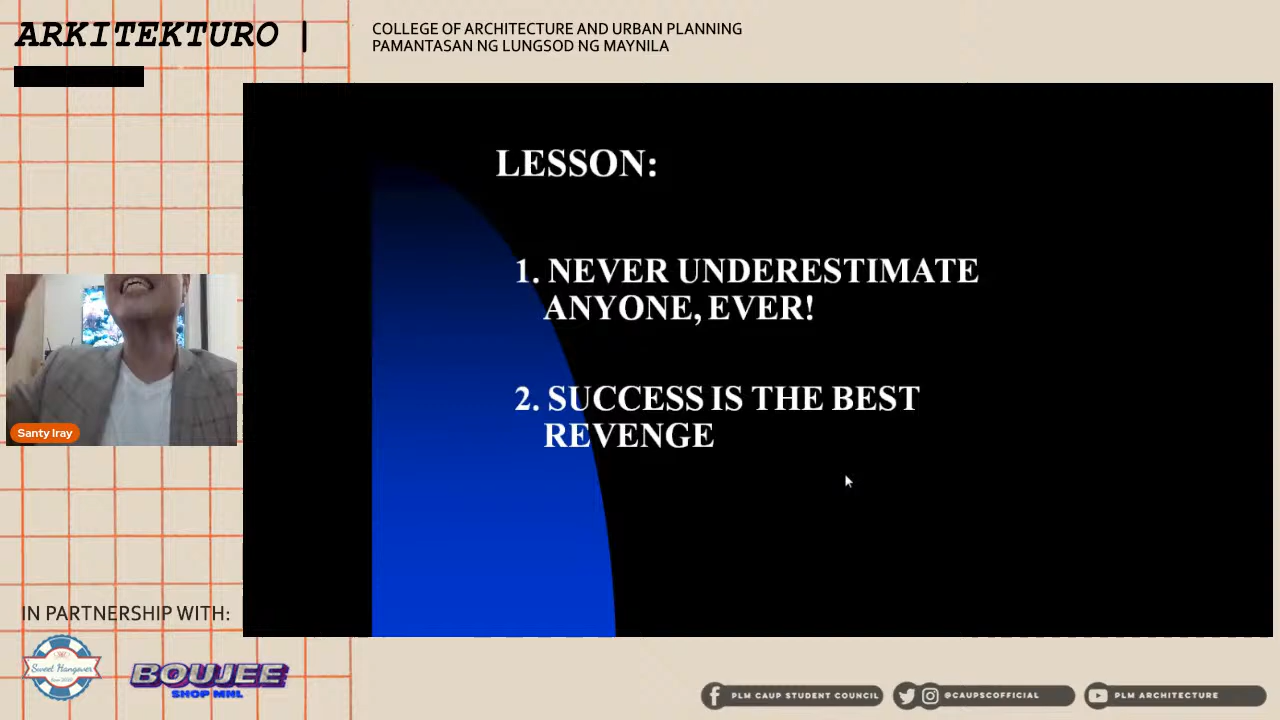 ARKITEKTURO |
COLLEGE OF ARCHITECTURE AND URBAN PLANNING
PAMANTASAN NG LUNGSOD NG MAYNILA
LESSON:
1. NEVER UNDERESTIMATE
ANYONE, EVER!
2. SUCCESS IS THE BEST
REVENGE
Santy Iray
IN PARTNERSHIP WITH:
Sweet Hangover
BOUJEE
SHOP MNL
PLM CAUP STUDENT COUNCIL
@CAUPSCOFFICIAL
PLM ARCHITECTURE